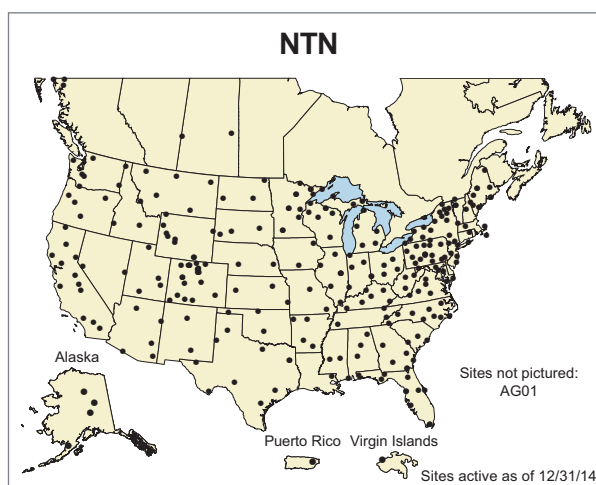 NTN
Alaska
Sites not pictured:
AG01
Puerto Rico
Virgin Islands
Sites active as of 12/31/14